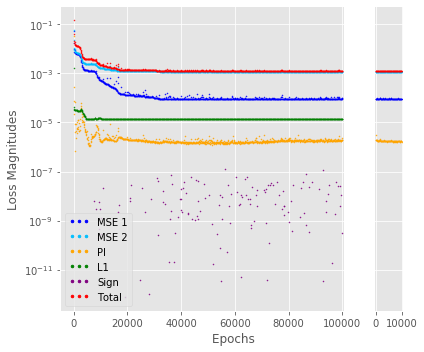 10⁻¹
10⁻³
10⁻⁵
10⁻⁷
10⁻⁹
10⁻¹¹
Loss Magnitudes
MSE 1
MSE 2
PI
L1
Sign
Total
0 20000 40000 60000 80000 100000 0 10000
Epochs